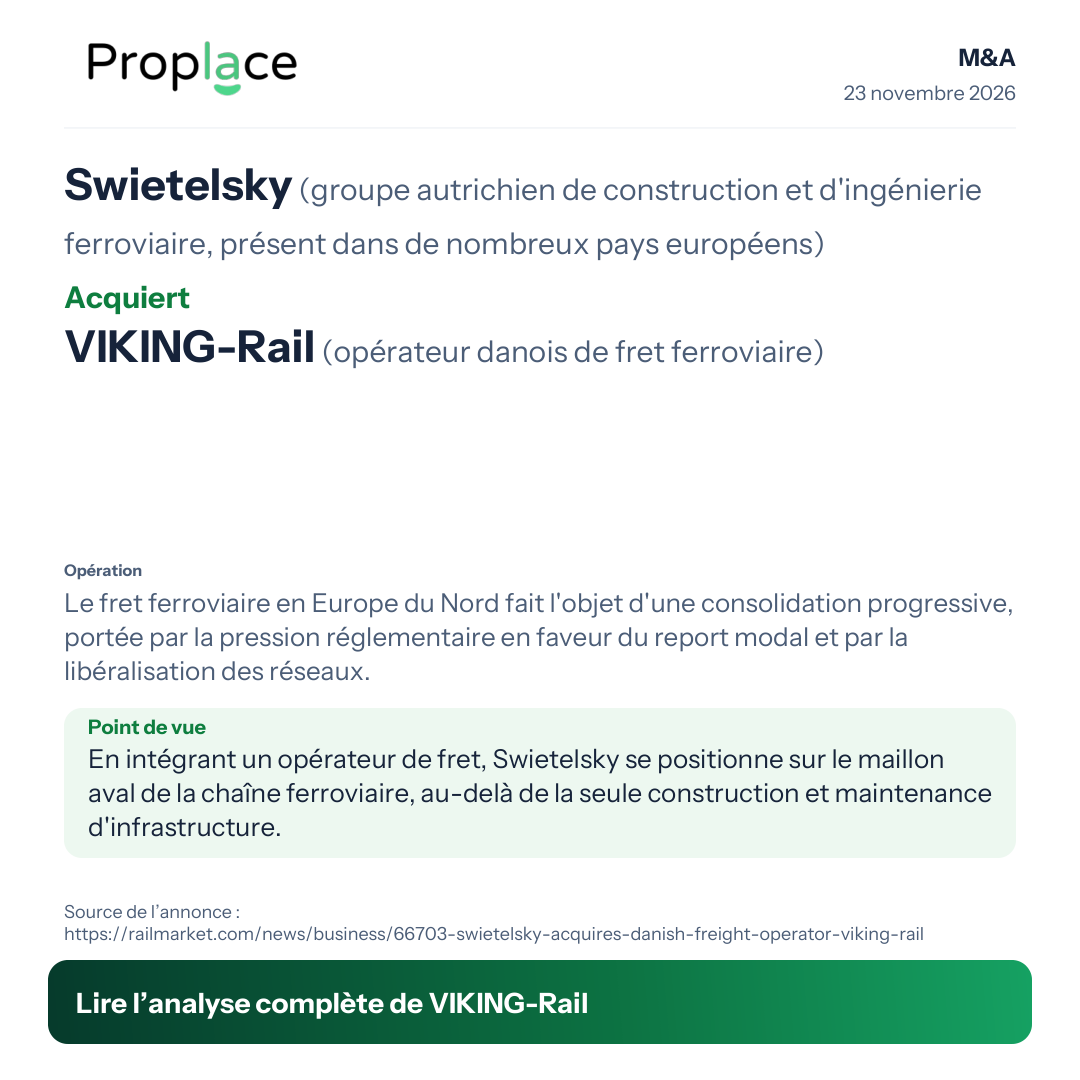 Proplace
M&A
23 novembre 2026
Swietelsky (groupe autrichien de construction et d'ingénierie
ferroviaire, présent dans de nombreux pays européens)
Acquiert
VIKING-Rail (opérateur danois de fret ferroviaire)
Opération
Le fret ferroviaire en Europe du Nord fait l'objet d'une consolidation progressive,
portée par la pression réglementaire en faveur du report modal et par la
libéralisation des réseaux.
Point de vue
En intégrant un opérateur de fret, Swietelsky se positionne sur le maillon
aval de la chaîne ferroviaire, au-delà de la seule construction et maintenance
d'infrastructure.
Source de l’annonce :
https://railmarket.com/news/business/66703-swietelsky-acquires-danish-freight-operator-viking-rail
Lire l’analyse complète de VIKING-Rail